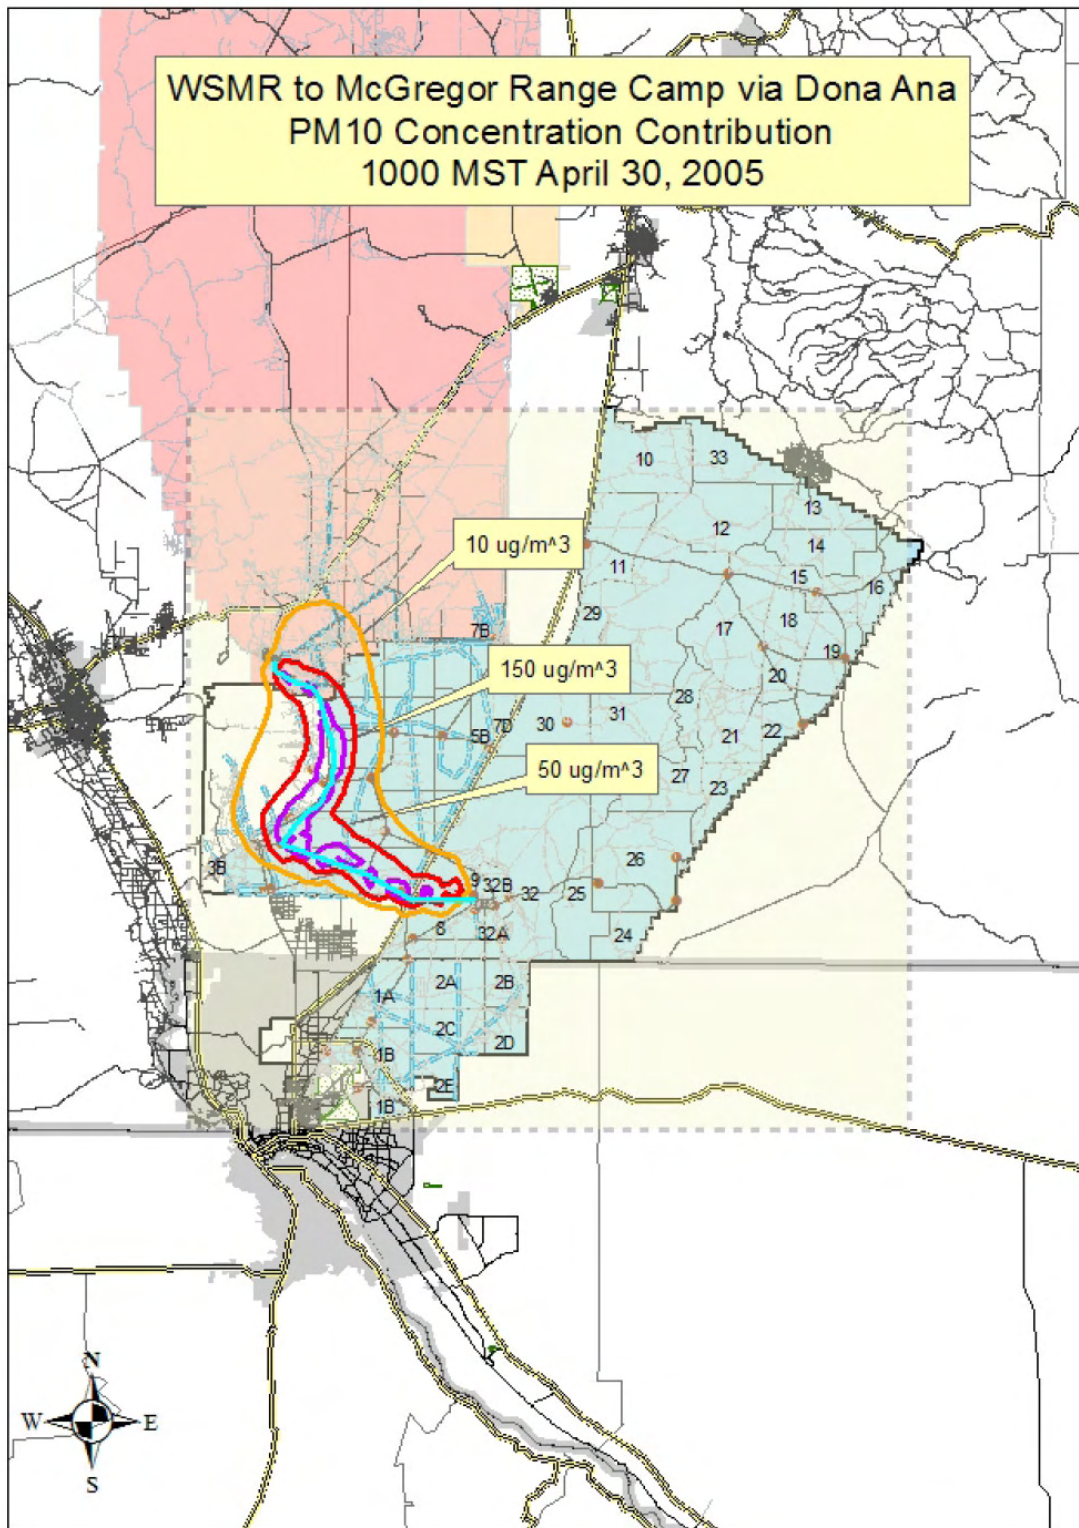 WSMR to McGregor Range Camp via Dona Ana
PM10 Concentration Contribution
1000 MST April 30, 2005
10
33
13
12
14
10 ug/m^3
11
15
16
29
18
7B
17
19
150 ug/m^3
20
28
31
30
7D
5B
21
22
50 ug/m^3
27
23
26
3B
9
32B
32
25
8
32A
24
2A
2B
1A
2C
2D
1B
2E
1B
N
W
E
S